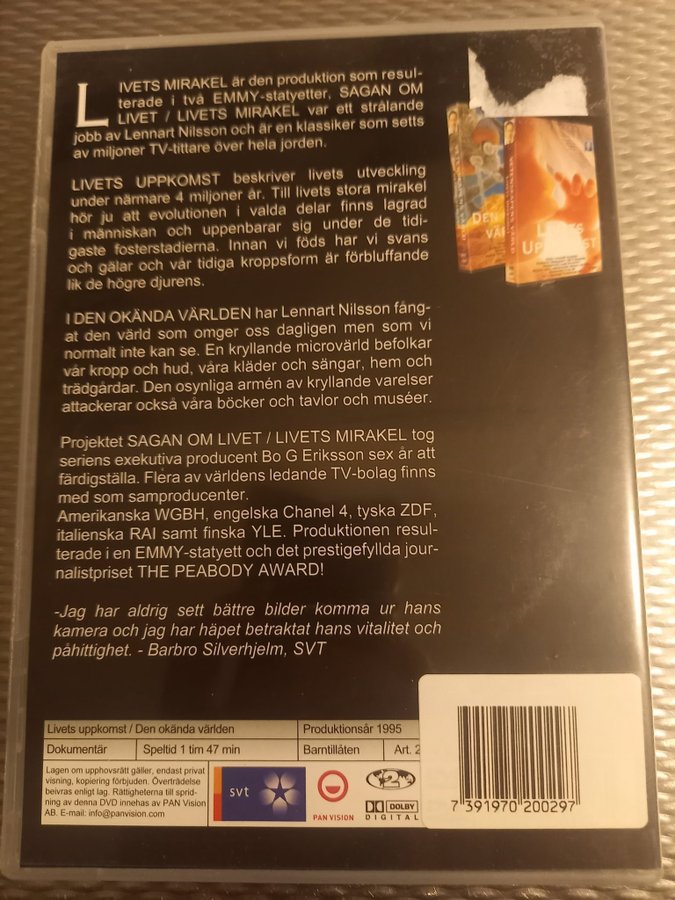 LIVETS MIRAKEL är den produktion som resul-
terade i två EMMY-statyetter, SAGAN OM
LIVET / LIVETS MIRAKEL var ett strålande
jobb av Lennart Nilsson och är en klassiker som setts
av miljoner TV-tittare över hela jorden.
LIVETS UPPKOMST beskriver livets utveckling
under närmare 4 miljoner år. Till livets stora mirakel
hör ju att evolutionen i valda delar finns lagrad
i människan och uppenbarar sig under de tidi-
gaste fosterstadierna. Innan vi föds har vi svans
och gälar och vår tidiga kroppsform är förbluffande
lik de högre djurens.
I DEN OKÄNDA VÄRLDEN har Lennart Nilsson fång-
at den värld som omger oss dagligen men som vi
normalt inte kan se. En kryllande microvärld befolkar
vår kropp och hud, våra kläder och sängar, hem och
trädgårdar. Den osynliga armén av kryllande varelser
attackerar också våra böcker och tavlor och muséer.
Projektet SAGAN OM LIVET / LIVETS MIRAKEL tog
seriens exekutiva producent Bo G Eriksson sex år att
färdigställa. Flera av världens ledande TV-bolag finns
med som samproducenter.
Amerikanska WGBH, engelska Chanel 4, tyska ZDF,
italienska RAI samt finska YLE. Produktionen resul-
terade i en EMMY-statyett och det prestigefyllda jour-
nalistpriset THE PEABODY AWARD!
-Jag har aldrig sett bättre bilder komma ur hans
kamera och jag har häpet betraktat hans vitalitet och
påhittighet. - Barbro Silverhjelm, SVT
DEN
VÄR
LIVETS
UPPKOMST
Livets uppkomst / Den okända världen Produktionsår 1995
Dokumentär Speltid 1 tim 47 min Barntillåten Art. 2
Lagen om upphovsrätt gäller, endast privat
visning, kopiering förbjuden. Överträdelse
beivras enligt lag. Rättigheterna till sprid-
ning av denna DVD innehas av PAN Vision
AB. E-mail: info@panvision.com
svt
PAN VISION
2
DOLBY
DIGITAL
7 391970 200297